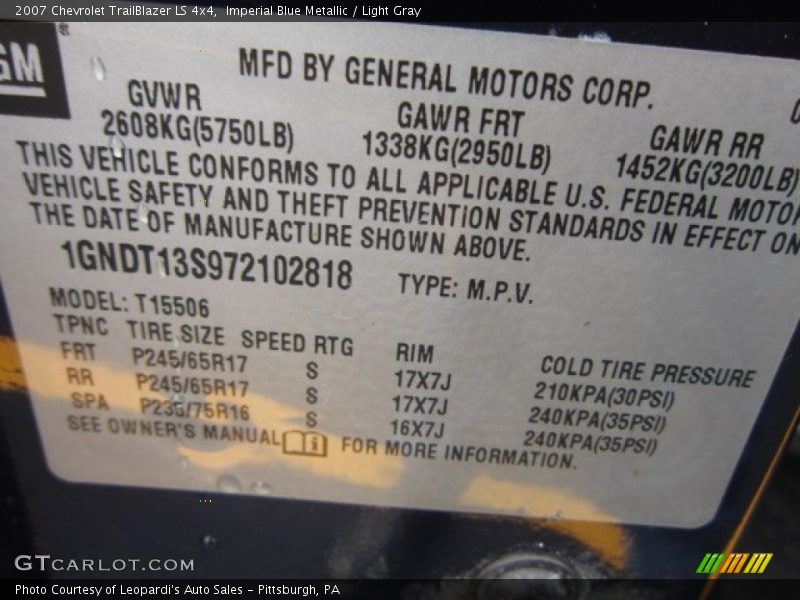 2007 Chevrolet TrailBlazer LS 4x4, Imperial Blue Metallic / Light Gray
GM
MFD BY GENERAL MOTORS CORP.
GVWR GAWR FRT GAWR RR
2608KG(5750LB) 1338KG(2950LB) 1452KG(3200LB)
THIS VEHICLE CONFORMS TO ALL APPLICABLE U.S. FEDERAL MOTOR
VEHICLE SAFETY AND THEFT PREVENTION STANDARDS IN EFFECT ON
THE DATE OF MANUFACTURE SHOWN ABOVE.
1GNDT13S972102818 TYPE: M.P.V.
MODEL: T15506
TPNC TIRE SIZE SPEED RTG RIM COLD TIRE PRESSURE
FRT P245/65R17 S 17X7J 210KPA(30PSI)
RR P245/65R17 S 17X7J 240KPA(35PSI)
SPA P235/75R16 S 16X7J 240KPA(35PSI)
SEE OWNER'S MANUAL FOR MORE INFORMATION.
GTCARLOT.COM
Photo Courtesy of Leopardi's Auto Sales - Pittsburgh, PA